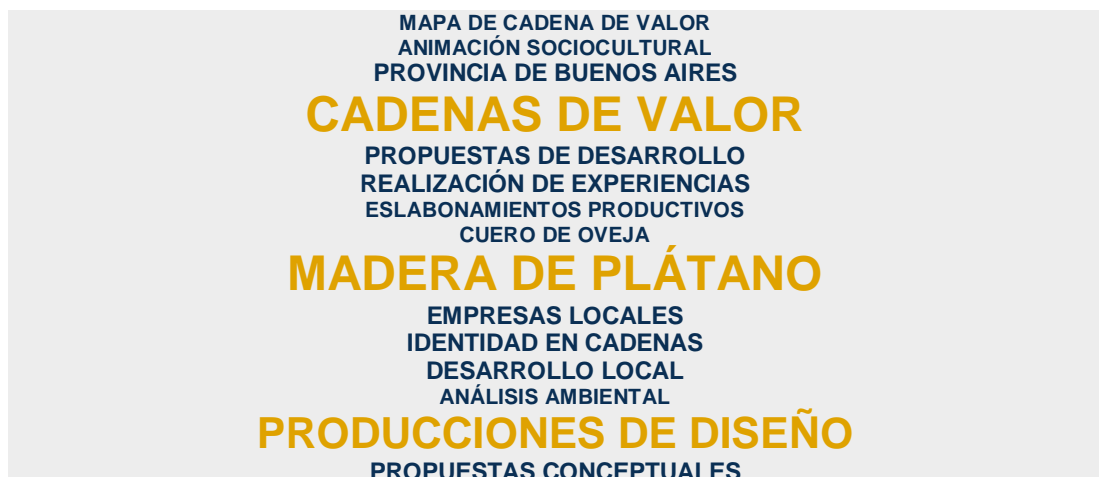 MAPA DE CADENA DE VALOR
ANIMACIÓN SOCIOCULTURAL
PROVINCIA DE BUENOS AIRES
CADENAS DE VALOR
PROPUESTAS DE DESARROLLO
REALIZACIÓN DE EXPERIENCIAS
ESLABONAMIENTOS PRODUCTIVOS
CUERO DE OVEJA
MADERA DE PLÁTANO
EMPRESAS LOCALES
IDENTIDAD EN CADENAS
DESARROLLO LOCAL
ANÁLISIS AMBIENTAL
PRODUCCIONES DE DISEÑO
PROPUESTAS CONCEPTUALES